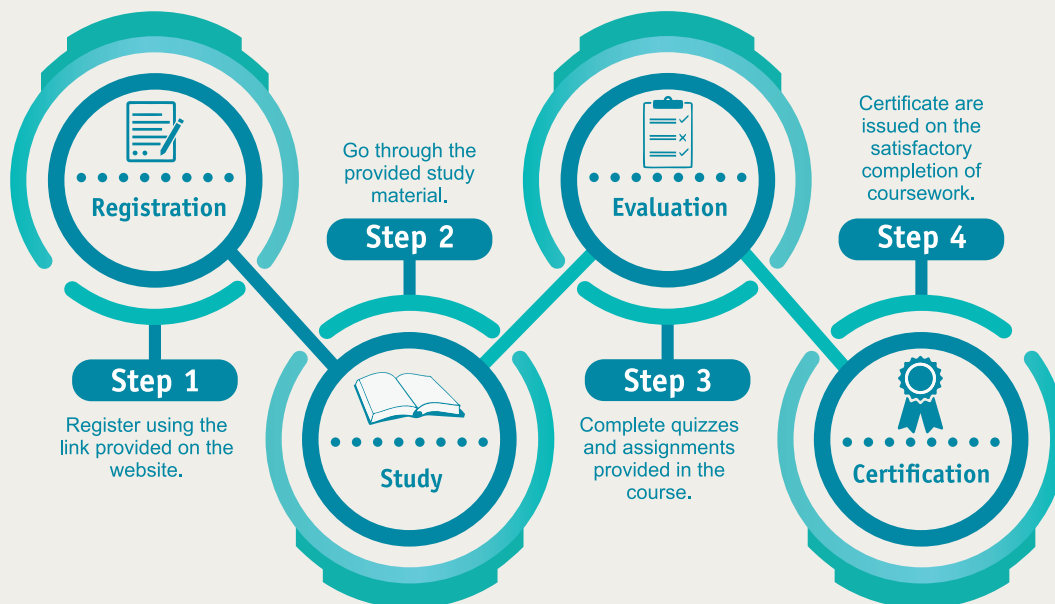 Registration
Step 1
Register using the
link provided on the
website.
Go through the
provided study
material.
Step 2
Study
Evaluation
Step 3
Complete quizzes
and assignments
provided in the
course.
Certificate are
issued on the
satisfactory
completion of
coursework.
Step 4
Certification